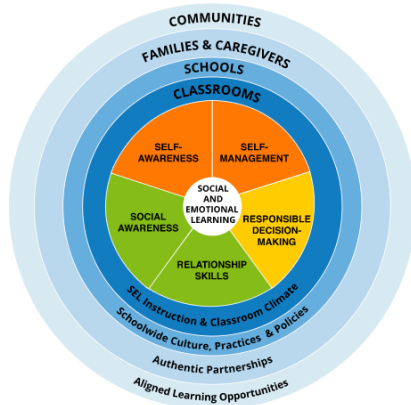 COMMUNITIES
FAMILIES & CAREGIVERS
SCHOOLS
CLASSROOMS
SELF-
AWARENESS
SELF-
MANAGEMENT
SOCIAL
AND
EMOTIONAL
LEARNING
SOCIAL
AWARENESS
RESPONSIBLE
DECISION-
MAKING
RELATIONSHIP
SKILLS
SEL Instruction & Classroom Climate
Schoolwide Culture, Practices & Policies
Authentic Partnerships
Aligned Learning Opportunities